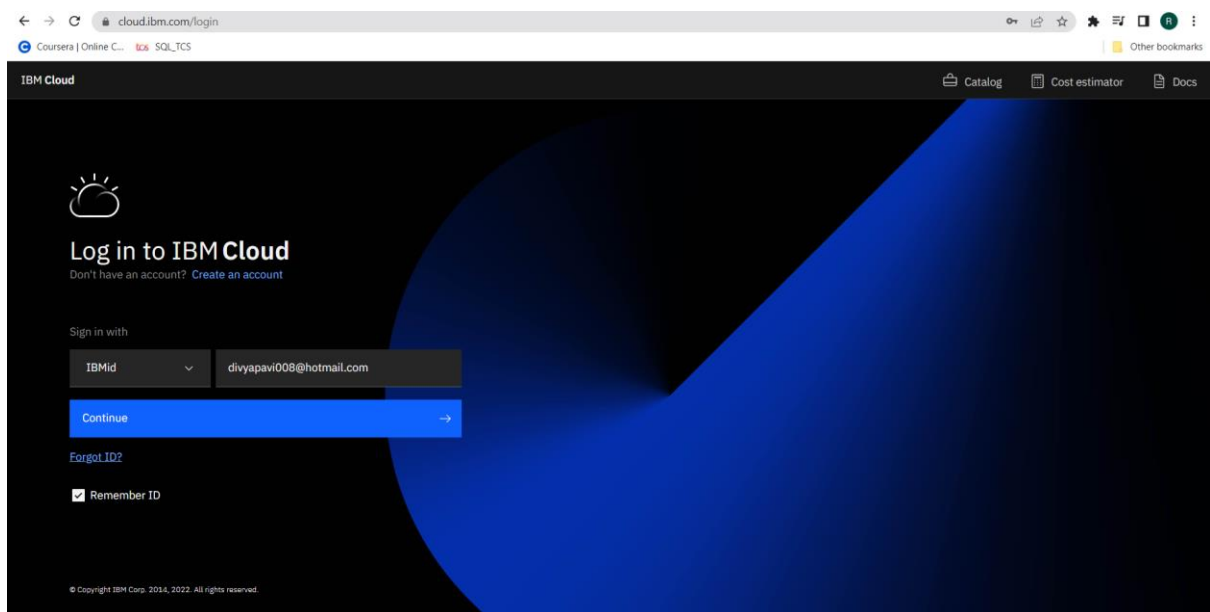 cloud.ibm.com/login
Coursera | Online C... tcs SQL_TCS Other bookmarks
IBM Cloud Catalog Cost estimator Docs
Log in to IBM Cloud
Don't have an account? Create an account
Sign in with
IBMid divyapavi008@hotmail.com
Continue
Forgot ID?
Remember ID
© Copyright IBM Corp. 2014, 2022. All rights reserved.